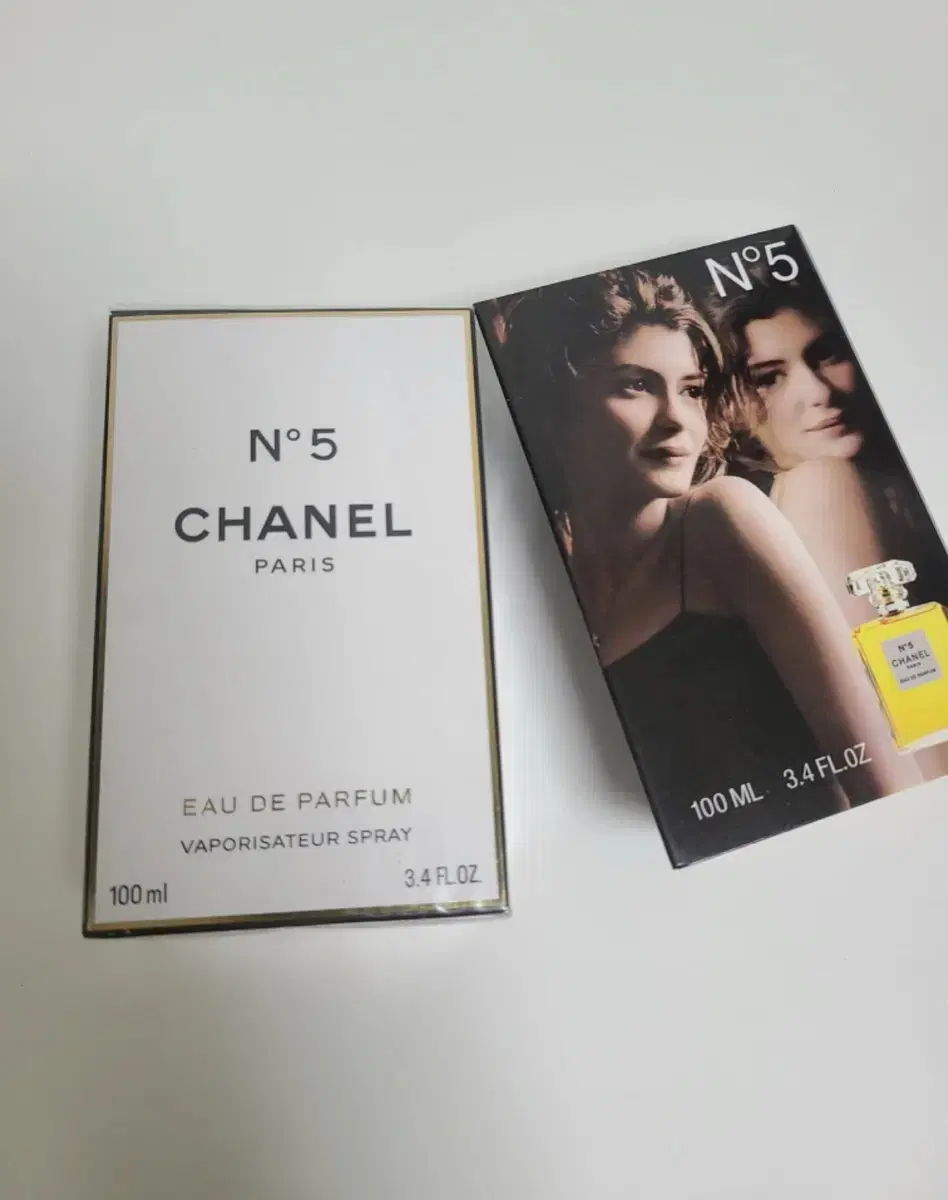 N°5
CHANEL
PARIS
EAU DE PARFUM
VAPORISATEUR SPRAY
100 ml
3.4 FL.OZ.
N°5
N°5
CHANEL
PARIS
EAU DE PARFUM
100 ML 3.4 FL.OZ